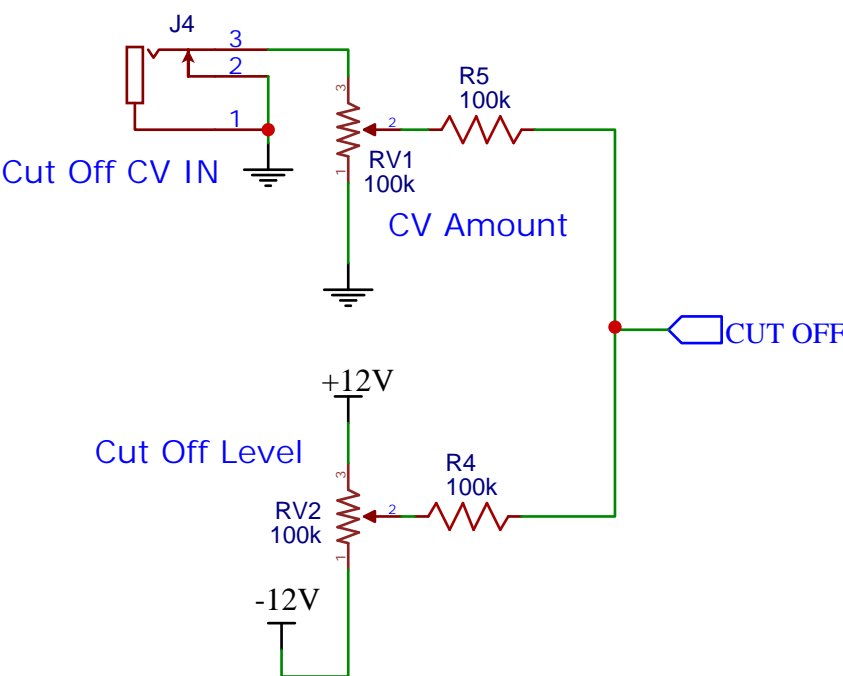 J4
3
2
1
Cut Off CV IN
3
2
1
RV1
100k
R5
100k
CV Amount
CUT OFF
+12V
Cut Off Level
3
2
1
RV2
100k
R4
100k
-12V